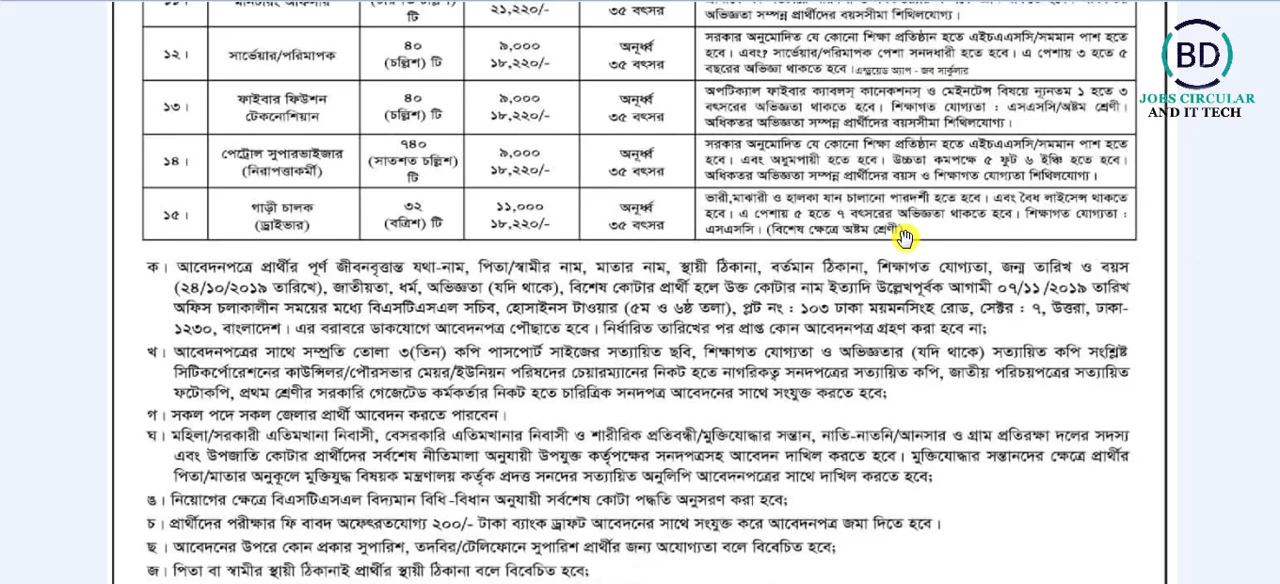 ২১,২২০/- ৩৫ বৎসর অভিজ্ঞতা সম্পন্ন প্রার্থীদের বয়সসীমা শিথিলযোগ্য।
টি
১২। সার্ভেয়ার/পরিমাপক ৪০ (চল্লিশ) টি ৯,০০০ ১৮,২২০/- অনূর্ধ্ব ৩৫ বৎসর
সরকার অনুমোদিত যে কোনো শিক্ষা প্রতিষ্ঠান হতে এইচএসসি/সমমান পাশ হতে
হবে। এবং? সার্ভেয়ার/পরিমাপক পেশা সনদধারী হতে হবে। এ পেশায় ৩ হতে ৫
বছরের অভিজ্ঞা থাকতে হবে।এন্ড্রয়েড অ্যাপ - জব সার্কুলার
১৩। ফাইবার ফিউশন টেকনোশিয়ান ৪০ (চল্লিশ) টি ৯,০০০ ১৮,২২০/- অনূর্ধ্ব ৩৫ বৎসর
অপটিক্যাল ফাইবার ক্যাবলস্ কানেকশনস্ ও মেইনটেন্স বিষয়ে ন্যূনতম ১ হতে ৩
বৎসরের অভিজ্ঞতা থাকতে হবে। শিক্ষাগত যোগ্যতা : এসএসসি/অষ্টম শ্রেণী।
অধিকতর অভিজ্ঞতা সম্পন্ন প্রার্থীদের বয়সসীমা শিথিলযোগ্য।
১৪। পেট্রোল সুপারভাইজার (নিরাপত্তাকর্মী) ৭৪০ (সাতশত চল্লিশ) টি ৯,০০০ ১৮,২২০/- অনূর্ধ্ব ৩৫ বৎসর
সরকার অনুমোদিত যে কোনো শিক্ষা প্রতিষ্ঠান হতে এইচএসসি/সমমান পাশ হতে
হবে। এবং অধুমপায়ী হতে হবে। উচ্চতা কমপক্ষে ৫ ফুট ৬ ইঞ্চি হতে হবে।
অধিকতর অভিজ্ঞতা সম্পন্ন প্রার্থীদের বয়স ও শিক্ষাগত যোগ্যতা শিথিলযোগ্য।
১৫। গাড়ী চালক (ড্রাইভার) ৩২ (বত্রিশ) টি ১১,০০০ ১৮,২২০/- অনূর্ধ্ব ৩৫ বৎসর
ভারী,মাঝারী ও হালকা যান চালানো পারদর্শী হতে হবে। এবং বৈধ লাইসেন্স থাকতে
হবে। এ পেশায় ৫ হতে ৭ বৎসরের অভিজ্ঞতা থাকতে হবে। শিক্ষাগত যোগ্যতা :
এসএসসি। (বিশেষ ক্ষেত্রে অষ্টম শ্রেণী)
BD
JOBS CIRCULAR
AND IT TECH
ক। আবেদনপত্রে প্রার্থীর পূর্ণ জীবনবৃত্তান্ত যথা-নাম, পিতা/স্বামীর নাম, মাতার নাম, স্থায়ী ঠিকানা, বর্তমান ঠিকানা, শিক্ষাগত যোগ্যতা, জন্ম তারিখ ও বয়স
(২৪/১০/২০১৯ তারিখে), জাতীয়তা, ধর্ম, অভিজ্ঞতা (যদি থাকে), বিশেষ কোটার প্রার্থী হলে উক্ত কোটার নাম ইত্যাদি উল্লেখপূর্বক আগামী ০৭/১১/২০১৯ তারিখ
অফিস চলাকালীন সময়ের মধ্যে বিএসটিএসএল সচিব, হোসাইনস টাওয়ার (৫ম ও ৬ষ্ঠ তলা), প্লট নং : ১০৩ ঢাকা ময়মনসিংহ রোড, সেক্টর : ৭, উত্তরা, ঢাকা-
১২৩০, বাংলাদেশ। এর বরাবরে ডাকযোগে আবেদনপত্র পৌছাতে হবে। নির্ধারিত তারিখের পর প্রাপ্ত কোন আবেদনপত্র গ্রহণ করা হবে না;
খ। আবেদনপত্রের সাথে সম্প্রতি তোলা ৩(তিন) কপি পাসপোর্ট সাইজের সত্যায়িত ছবি, শিক্ষাগত যোগ্যতা ও অভিজ্ঞতার (যদি থাকে) সত্যায়িত কপি সংশ্লিষ্ট
সিটিকর্পোরেশনের কাউন্সিলর/পৌরসভার মেয়র/ইউনিয়ন পরিষদের চেয়ারম্যানের নিকট হতে নাগরিকত্ব সনদপত্রের সত্যায়িত কপি, জাতীয় পরিচয়পত্রের সত্যায়িত
ফটোকপি, প্রথম শ্রেণীর সরকারি গেজেটেড কর্মকর্তার নিকট হতে চারিত্রিক সনদপত্র আবেদনের সাথে সংযুক্ত করতে হবে;
গ। সকল পদে সকল জেলার প্রার্থী আবেদন করতে পারবেন।
ঘ। মহিলা/সরকারী এতিমখানা নিবাসী, বেসরকারি এতিমখানার নিবাসী ও শারীরিক প্রতিবন্ধী/মুক্তিযোদ্ধার সন্তান, নাতি-নাতনি/আনসার ও গ্রাম প্রতিরক্ষা দলের সদস্য
এবং উপজাতি কোটার প্রার্থীদের সর্বশেষ নীতিমালা অনুযায়ী উপযুক্ত কর্তৃপক্ষের সনদপত্রসহ আবেদন দাখিল করতে হবে। মুক্তিযোদ্ধার সন্তানদের ক্ষেত্রে প্রার্থীর
পিতা/মাতার অনুকূলে মুক্তিযুদ্ধ বিষয়ক মন্ত্রণালয় কর্তৃক প্রদত্ত সনদের সত্যায়িত অনুলিপি আবেদনপত্রের সাথে দাখিল করতে হবে;
ঙ। নিয়োগের ক্ষেত্রে বিএসটিএসএল বিদ্যমান বিধি-বিধান অনুযায়ী সর্বশেষ কোটা পদ্ধতি অনুসরণ করা হবে;
চ। প্রার্থীদের পরীক্ষার ফি বাবদ অফেৎরতযোগ্য ২০০/- টাকা ব্যাংক ড্রাফট আবেদনের সাথে সংযুক্ত করে আবেদনপত্র জমা দিতে হবে।
ছ। আবেদনের উপরে কোন প্রকার সুপারিশ, তদবির/টেলিফোনে সুপারিশ প্রার্থীর জন্য অযোগ্যতা বলে বিবেচিত হবে;
জ। পিতা বা স্বামীর স্থায়ী ঠিকানাই প্রার্থীর স্থায়ী ঠিকানা বলে বিবেচিত হবে;